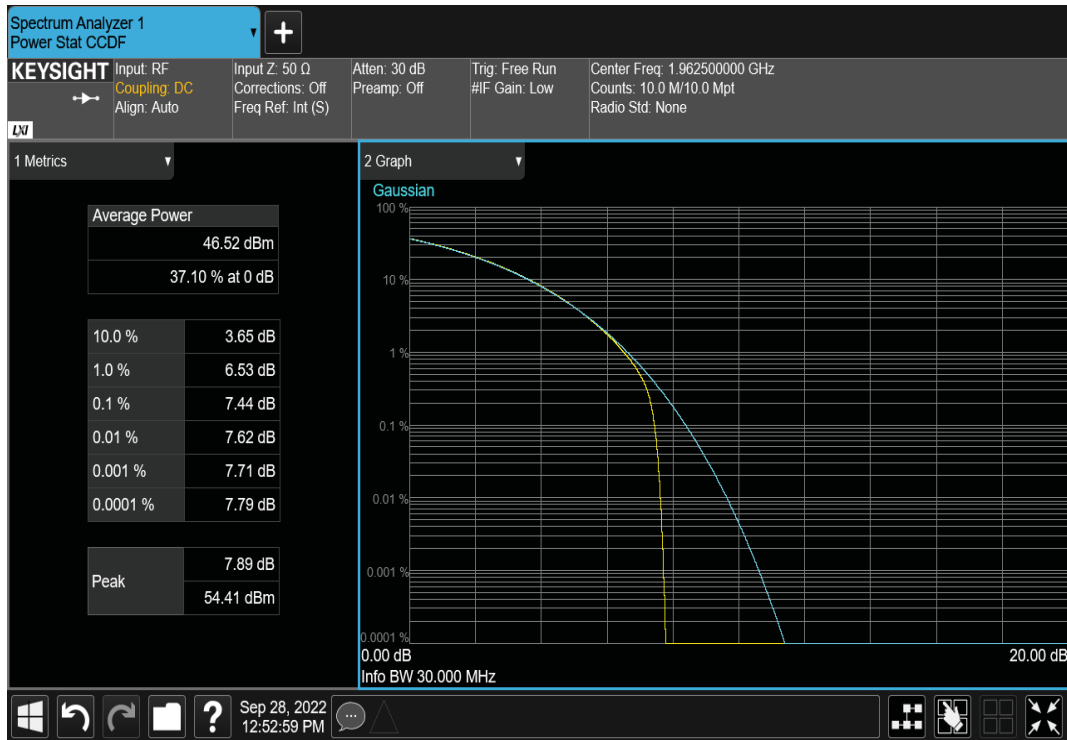 Spectrum Analyzer 1
Power Stat CCDF
+
KEYSIGHT
Input: RF
Coupling: DC
Align: Auto
Input Z: 50 Ω
Corrections: Off
Freq Ref: Int (S)
Atten: 30 dB
Preamp: Off
Trig: Free Run
#IF Gain: Low
Center Freq: 1.962500000 GHz
Counts: 10.0 M/10.0 Mpt
Radio Std: None
LXI
1 Metrics
Average Power
46.52 dBm
37.10 % at 0 dB
10.0 % 3.65 dB
1.0 % 6.53 dB
0.1 % 7.44 dB
0.01 % 7.62 dB
0.001 % 7.71 dB
0.0001 % 7.79 dB
Peak
7.89 dB
54.41 dBm
2 Graph
Gaussian
100 %
10 %
1 %
0.1 %
0.01 %
0.001 %
0.0001 %
0.00 dB 20.00 dB
Info BW 30.000 MHz
?
Sep 28, 2022
12:52:59 PM